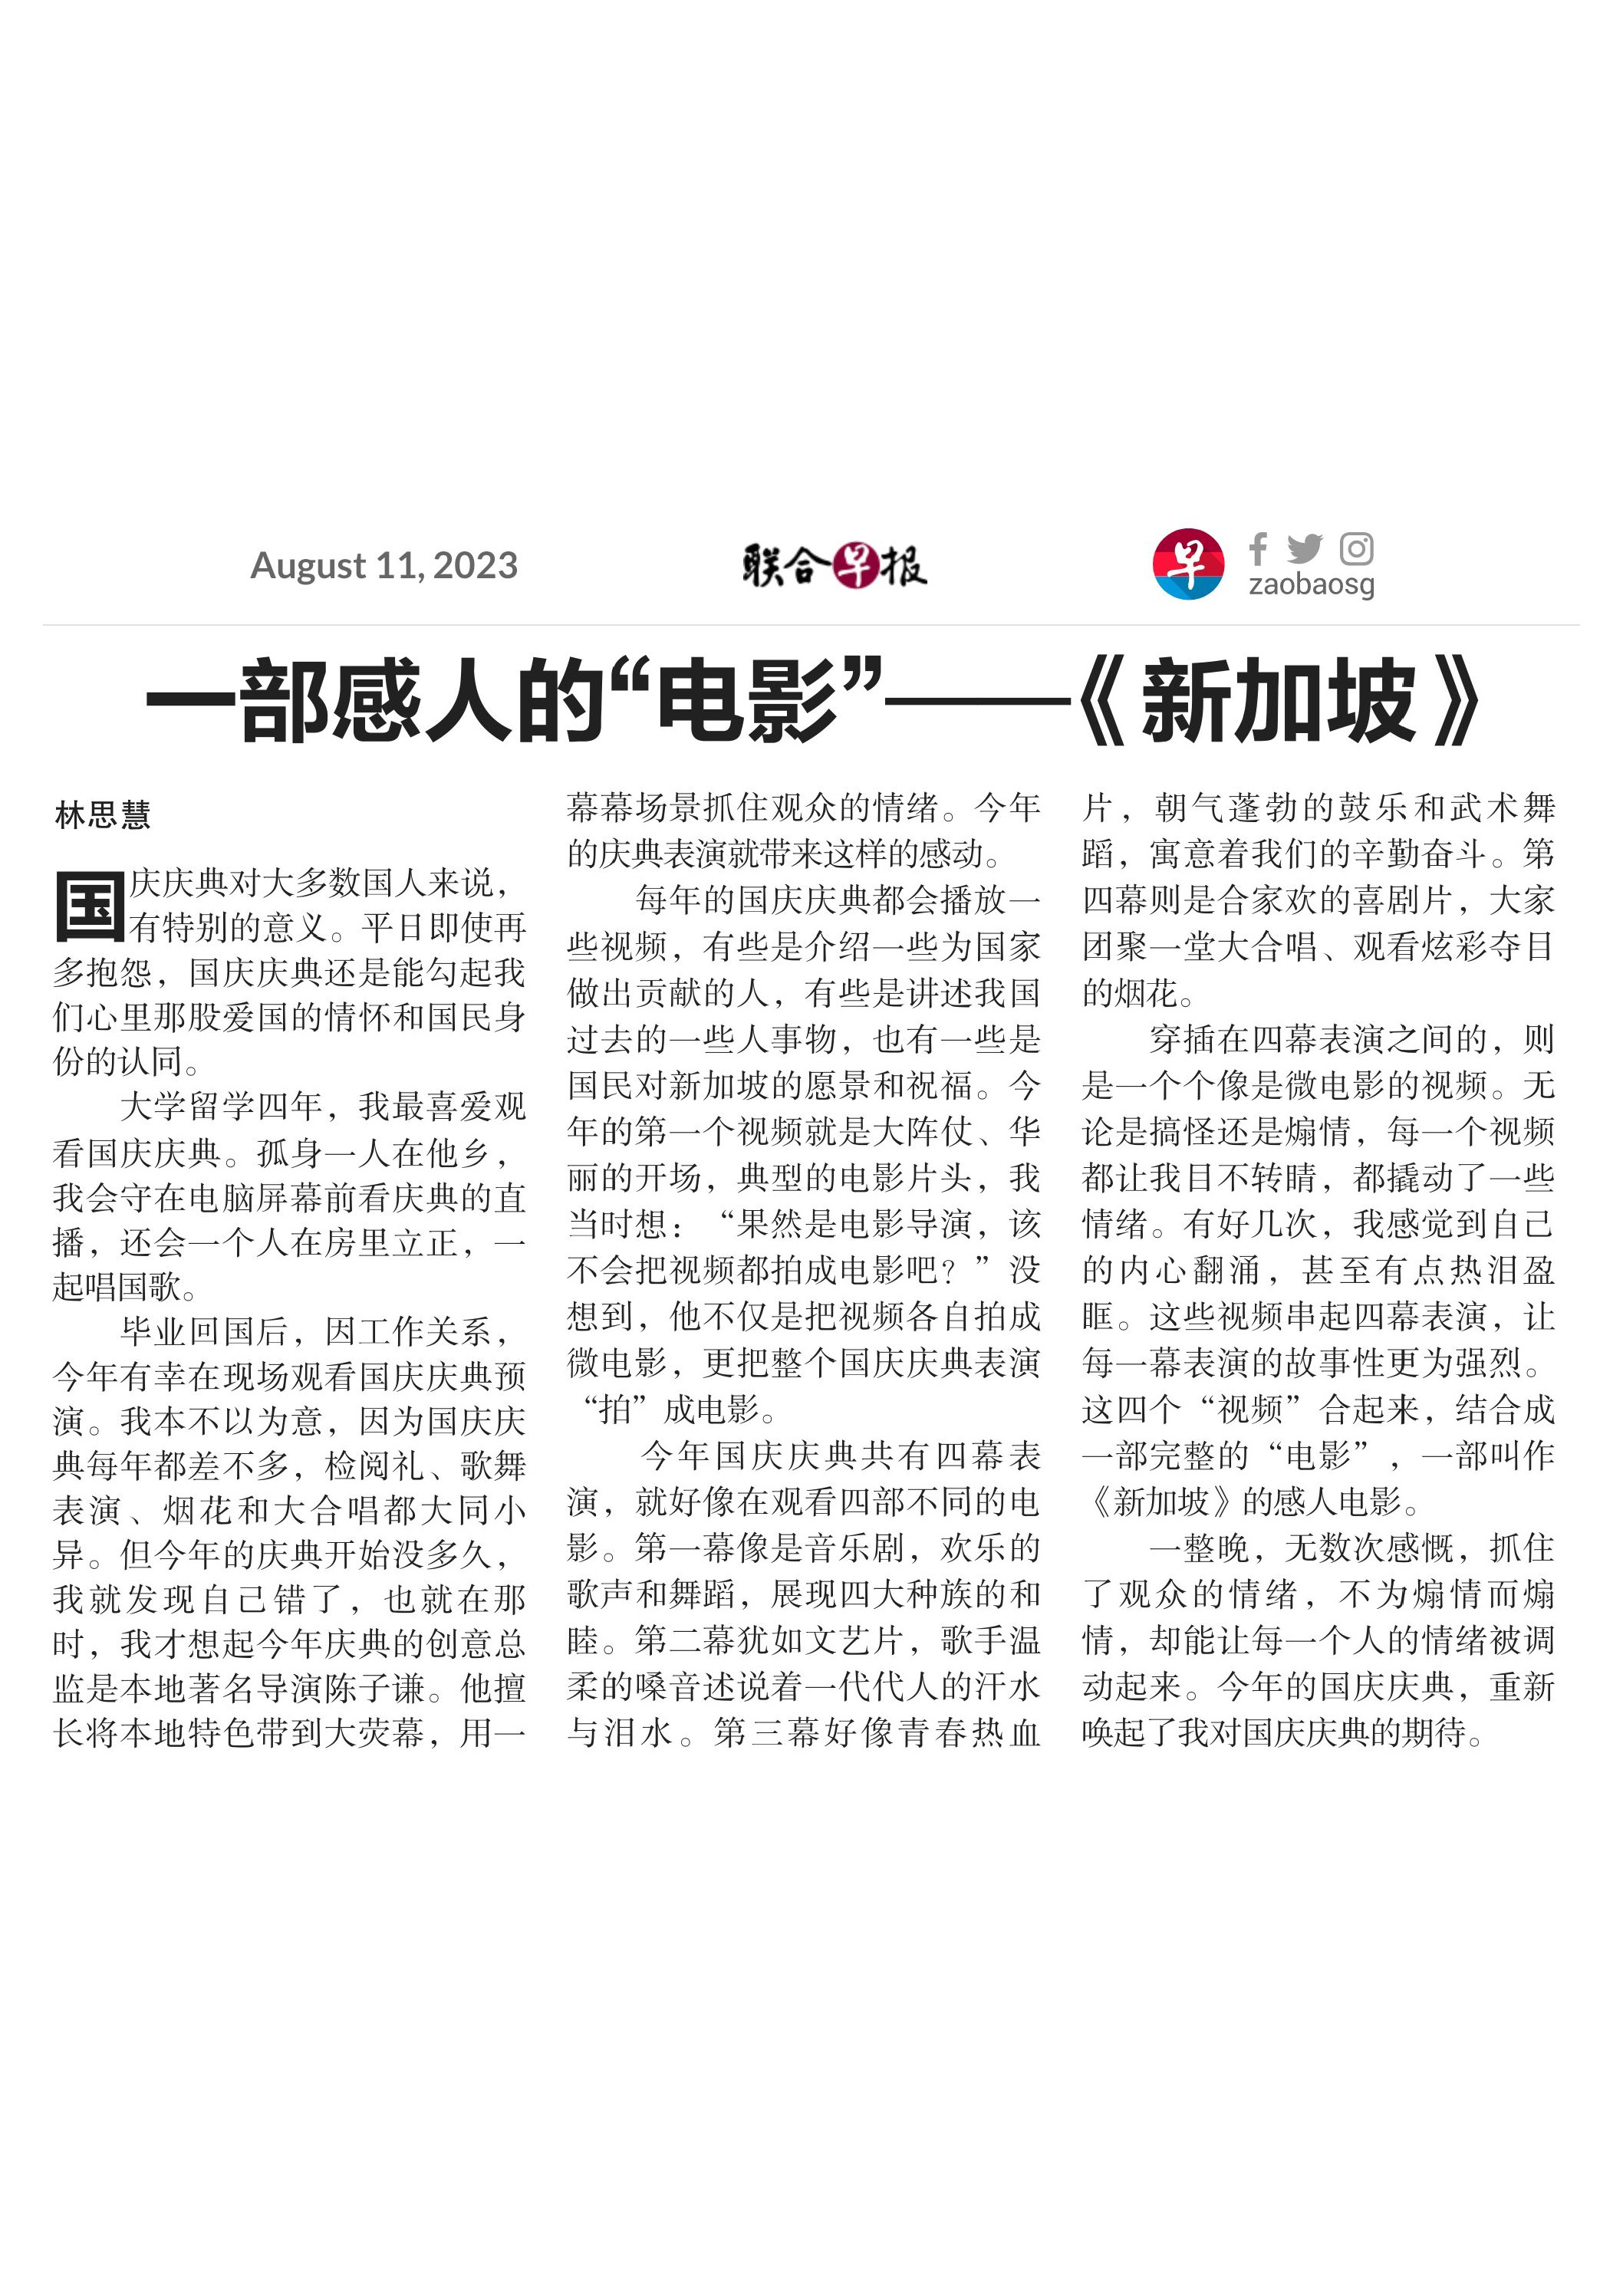 August 11, 2023
联合早报
早
zaobaosg
一部感人的“电影”——《新加坡》
林思慧
国庆庆典对大多数国人来说，
有特别的意义。平日即使再
多抱怨，国庆庆典还是能勾起我
们心里那股爱国的情怀和国民身
份的认同。
大学留学四年，我最喜爱观
看国庆庆典。孤身一人在他乡，
我会守在电脑屏幕前看庆典的直
播，还会一个人在房里立正，一
起唱国歌。
毕业回国后，因工作关系，
今年有幸在现场观看国庆庆典预
演。我本不以为意，因为国庆庆
典每年都差不多，检阅礼、歌舞
表演、烟花和大合唱都大同小
异。但今年的庆典开始没多久，
我就发现自己错了，也就在那
时，我才想起今年庆典的创意总
监是本地著名导演陈子谦。他擅
长将本地特色带到大荧幕，用一
幕幕场景抓住观众的情绪。今年
的庆典表演就带来这样的感动。
每年的国庆庆典都会播放一
些视频，有些是介绍一些为国家
做出贡献的人，有些是讲述我国
过去的一些人事物，也有一些是
国民对新加坡的愿景和祝福。今
年的第一个视频就是大阵仗、华
丽的开场，典型的电影片头，我
当时想：“果然是电影导演，该
不会把视频都拍成电影吧？”没
想到，他不仅是把视频各自拍成
微电影，更把整个国庆庆典表演
“拍”成电影。
今年国庆庆典共有四幕表
演，就好像在观看四部不同的电
影。第一幕像是音乐剧，欢乐的
歌声和舞蹈，展现四大种族的和
睦。第二幕犹如文艺片，歌手温
柔的嗓音述说着一代代人的汗水
与泪水。第三幕好像青春热血
片，朝气蓬勃的鼓乐和武术舞
蹈，寓意着我们的辛勤奋斗。第
四幕则是合家欢的喜剧片，大家
团聚一堂大合唱、观看炫彩夺目
的烟花。
穿插在四幕表演之间的，则
是一个个像是微电影的视频。无
论是搞怪还是煽情，每一个视频
都让我目不转睛，都撬动了一些
情绪。有好几次，我感觉到自己
的内心翻涌，甚至有点热泪盈
眶。这些视频串起四幕表演，让
每一幕表演的故事性更为强烈。
这四个“视频”合起来，结合成
一部完整的“电影”，一部叫作
《新加坡》的感人电影。
一整晚，无数次感慨，抓住
了观众的情绪，不为煽情而煽
情，却能让每一个人的情绪被调
动起来。今年的国庆庆典，重新
唤起了我对国庆庆典的期待。